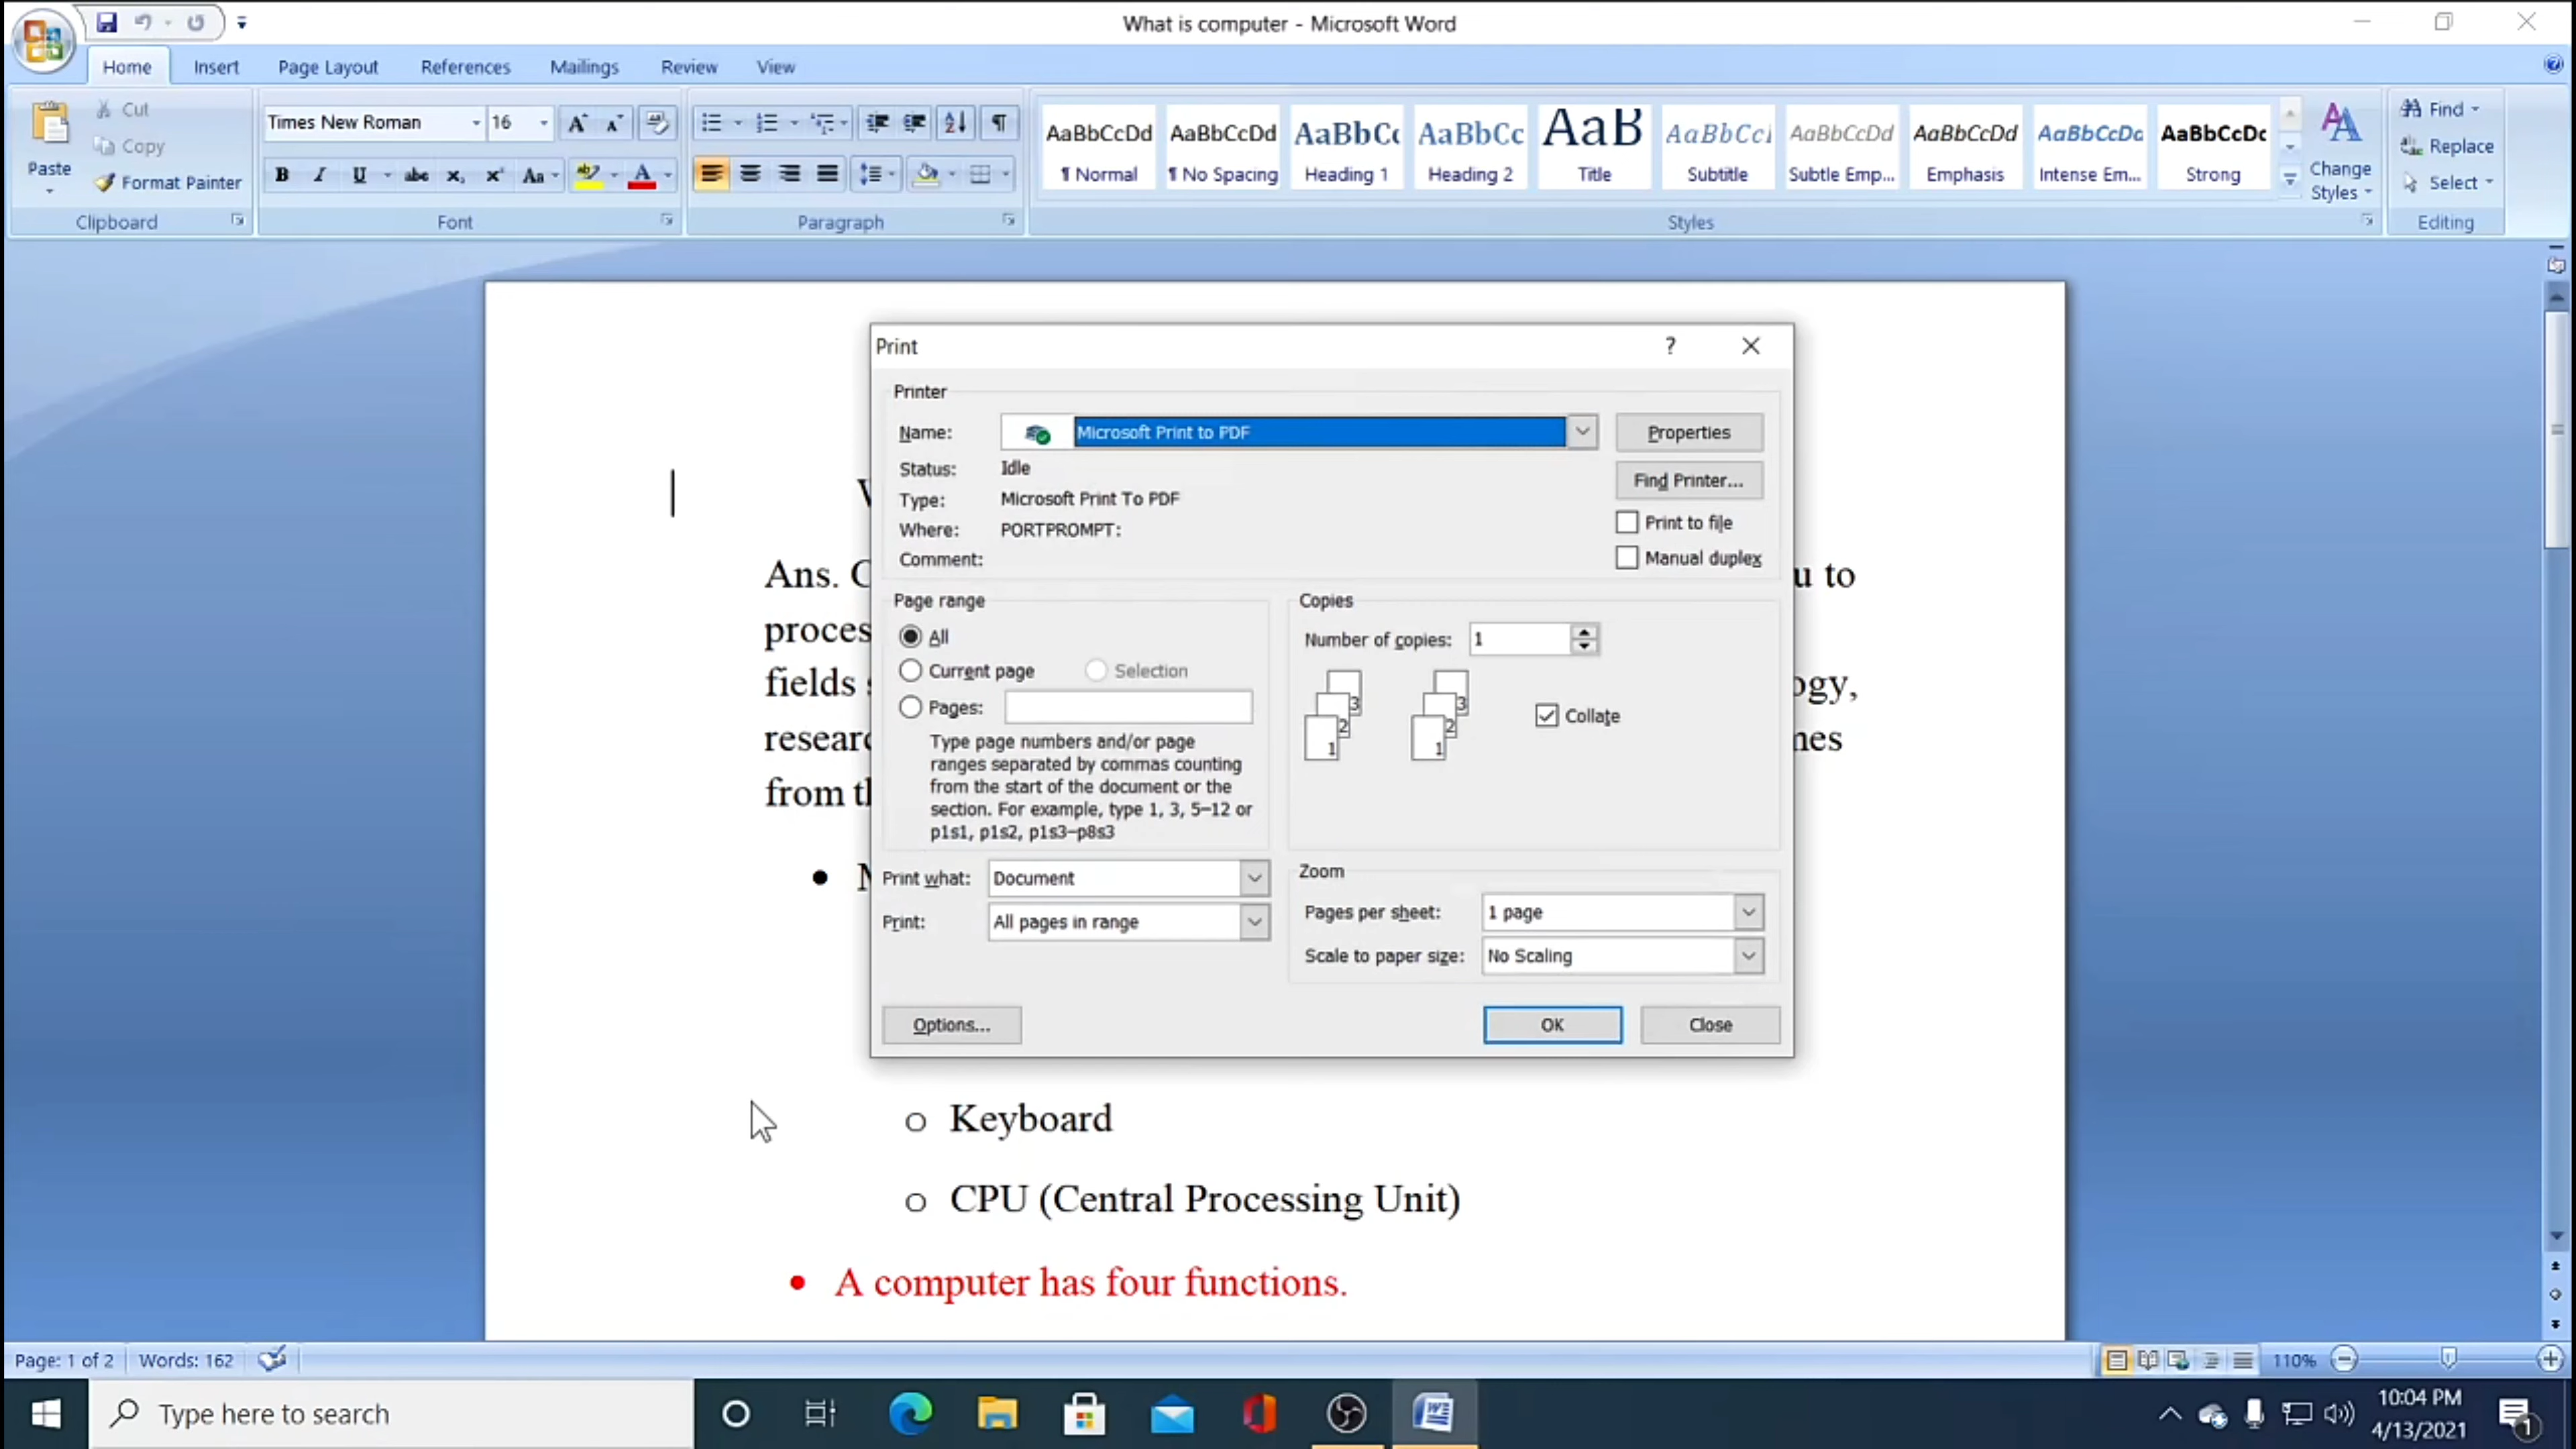 What is computer - Microsoft Word
Home Insert Page Layout References Mailings Review View
Paste
Cut
Copy
Format Painter
Clipboard
Times New Roman 16
Font
Paragraph
AaBbCcDd AaBbCcDd AaBbCc AaBbCc AaB AaBbCcl AaBbCcDd AaBbCcDd AaBbCcDc AaBbCcDc
¶ Normal ¶ No Spacing Heading 1 Heading 2 Title Subtitle Subtle Emp... Emphasis Intense Em... Strong
Styles
Change
Styles
Find
Replace
Select
Editing
Print ?
Printer
Name: Microsoft Print to PDF Properties
Status: Idle Find Printer...
Type: Microsoft Print To PDF
Where: PORTPROMPT: Print to file
Comment: Manual duplex
Page range
All
Current page Selection
Pages:
Type page numbers and/or page
ranges separated by commas counting
from the start of the document or the
section. For example, type 1, 3, 5–12 or
p1s1, p1s2, p1s3–p8s3
Copies
Number of copies: 1
1 2 3 1 2 3
Collate
Print what: Document
Print: All pages in range
Zoom
Pages per sheet: 1 page
Scale to paper size: No Scaling
Options... OK Close
Ans. u to
proces
fields ogy,
from
Keyboard
CPU (Central Processing Unit)
A computer has four functions.
Page: 1 of 2 Words: 162 110%
Type here to search
10:04 PM
4/13/2021
1